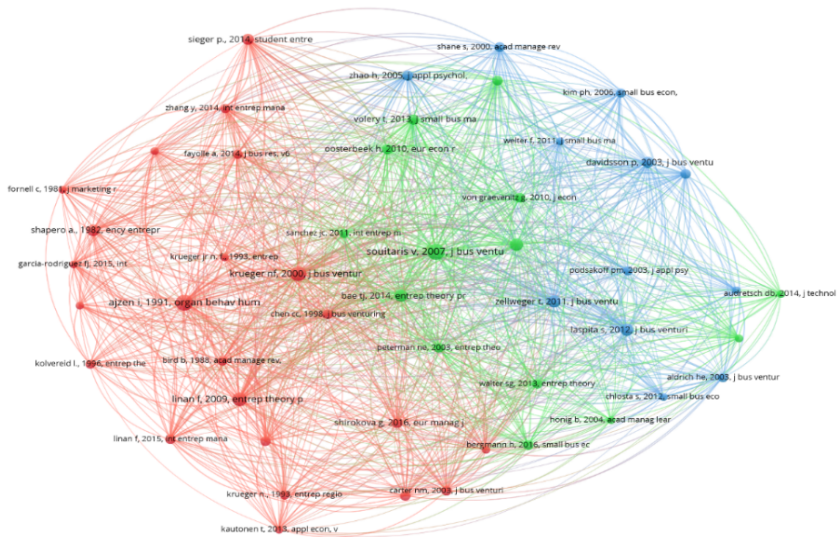 sieger p., 2014, student entre
shane s, 2000, acad manage rev
zhao h, 2005, j appl psychol,
kim ph, 2006, small bus econ,
zhang y, 2014, int entrep mana
volery t, 2013, j small bus ma
welter f, 2011, j small bus ma
oosterbeek h, 2010, eur econ r
fayolle a, 2014, j bus res, v6
davidsson p, 2003, j bus ventu
fornell c, 1981, j marketing r
von graevenitz g, 2010, j econ
shapero a., 1982, ency entrepr
sanchez jc, 2011, int entrep m
souitaris v, 2007, j bus ventu
krueger jr n. f., 1993, entrep
garcia-rodriguez fj, 2015, int
krueger nf, 2000, j bus ventur
podsakoff pm, 2003, j appl psy
bae tj, 2014, entrep theory pr
audretsch db, 2014, j technol
ajzen i, 1991, organ behav hum
zellweger t, 2011, j bus ventu
chen cc, 1998, j bus venturing
laspita s, 2012, j bus venturi
peterman ne, 2003, entrep theo
kolvereid l., 1996, entrep the
bird b, 1988, acad manage rev,
aldrich he, 2003, j bus ventur
walter sg, 2013, entrep theory
linan f, 2009, entrep theory p
chlosta s, 2012, small bus eco
honig b, 2004, acad manag lear
shirokova g, 2016, eur manag j,
linan f, 2015, int entrep mana
bergmann h, 2016, small bus ec
carter nm, 2003, j bus venturi
krueger n., 1993, entrep regio
kautonen t, 2013, appl econ, v